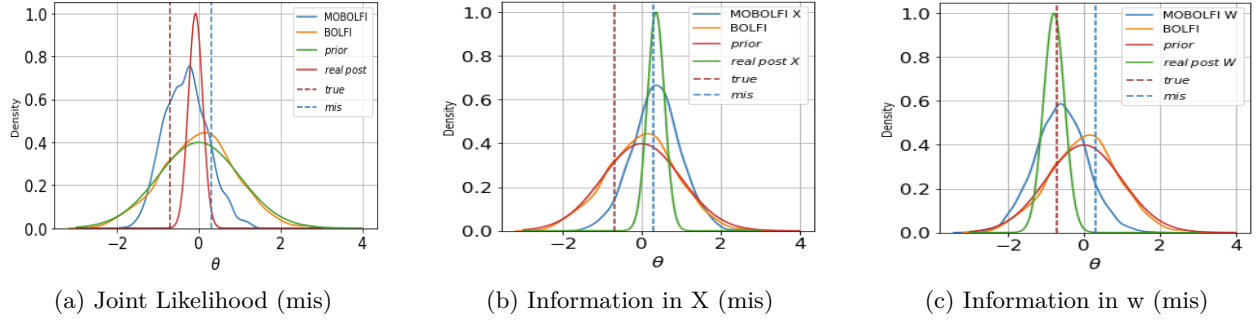 1.0
0.8
0.6
0.4
0.2
0.0
Density
−2
0
2
4
θ
MOBOLFI
BOLFI
prior
real post
true
mis
(a) Joint Likelihood (mis)
1.0
0.8
0.6
0.4
0.2
0.0
Density
−2
0
2
4
θ
MOBOLFI X
BOLFI
prior
real post X
true
mis
(b) Information in X (mis)
1.0
0.8
0.6
0.4
0.2
0.0
Density
−2
0
2
4
θ
MOBOLFI W
BOLFI
prior
real post W
true
mis
(c) Information in w (mis)